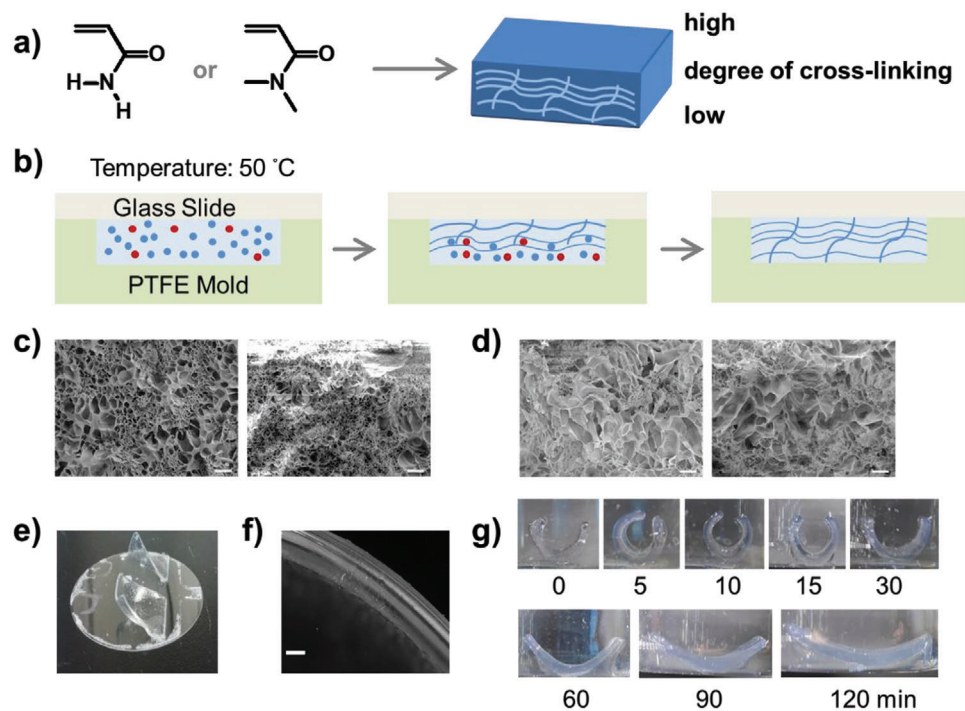 a)
O
H
N
H
or
O
N
high
degree of cross-linking
low
b)
Temperature: 50 °C
Glass Slide
PTFE Mold
c)
d)
e)
f)
g)
0
5
10
15
30
60
90
120 min